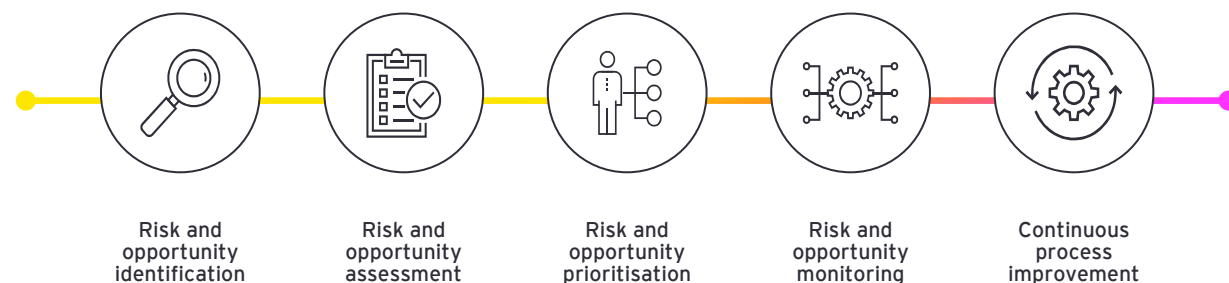 Risk and
opportunity
identification
Risk and
opportunity
assessment
Risk and
opportunity
prioritisation
Risk and
opportunity
monitoring
Continuous
process
improvement